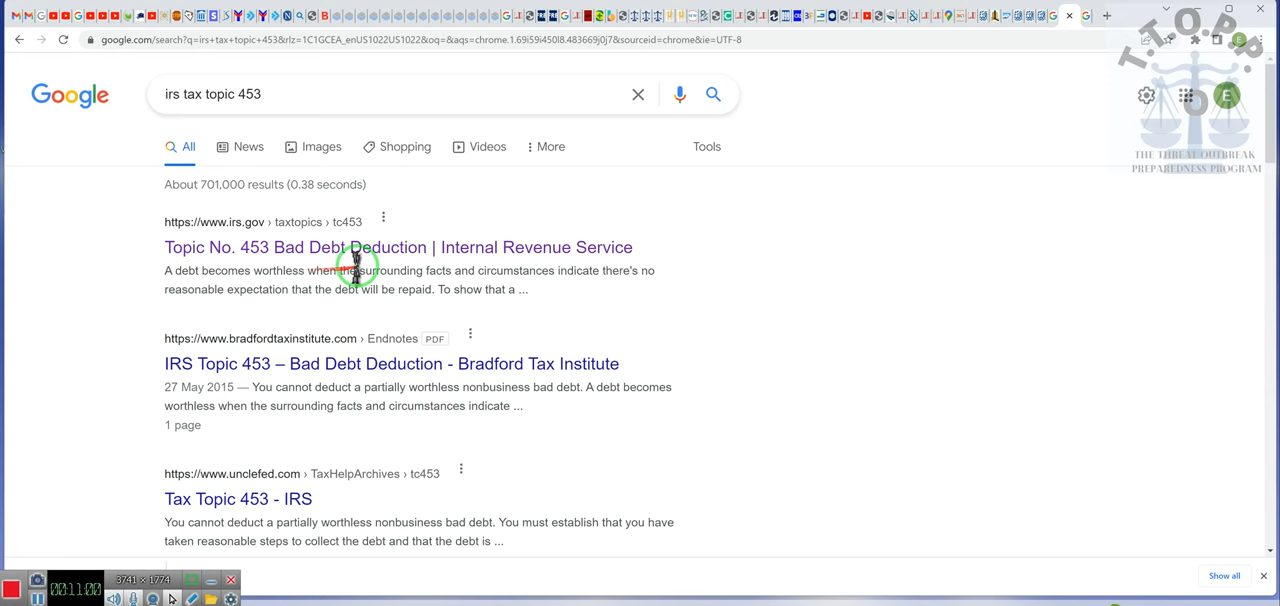 google.com/search?q=irs+tax+topic+453&rlz=1C1GCEA_enUS1022US1022&oq=&aqs=chrome.1.69i59i450l8.483669j0j7&sourceid=chrome&ie=UTF-8
T.T.O.P.P.
Google
irs tax topic 453
E
THE THREAT OUTBREAK
PREPAREDNESS PROGRAM
All
News
Images
Shopping
Videos
More
Tools
About 701,000 results (0.38 seconds)
https://www.irs.gov › taxtopics › tc453
Topic No. 453 Bad Debt Deduction | Internal Revenue Service
A debt becomes worthless when the surrounding facts and circumstances indicate there's no
reasonable expectation that the debt will be repaid. To show that a ...
https://www.bradfordtaxinstitute.com › Endnotes PDF
IRS Topic 453 – Bad Debt Deduction - Bradford Tax Institute
27 May 2015 — You cannot deduct a partially worthless nonbusiness bad debt. A debt becomes
worthless when the surrounding facts and circumstances indicate ...
1 page
https://www.unclefed.com › TaxHelpArchives › tc453
Tax Topic 453 - IRS
You cannot deduct a partially worthless nonbusiness bad debt. You must establish that you have
taken reasonable steps to collect the debt and that the debt is ...
Show all
00:11:00
3741 × 1774